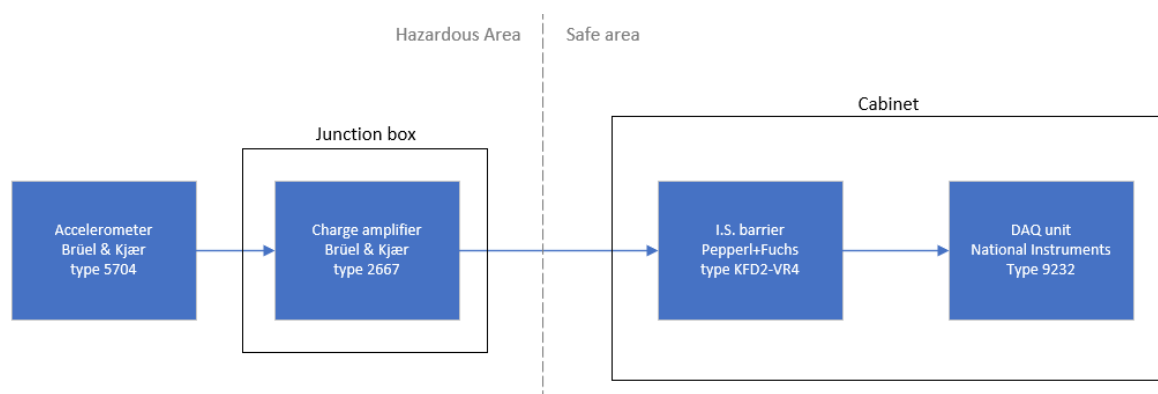 Hazardous Area
Safe area
Cabinet
Junction box
Accelerometer
Brüel & Kjær
type 5704
Charge amplifier
Brüel & Kjær
type 2667
I.S. barrier
Pepperl+Fuchs
type KFD2-VR4
DAQ unit
National Instruments
Type 9232